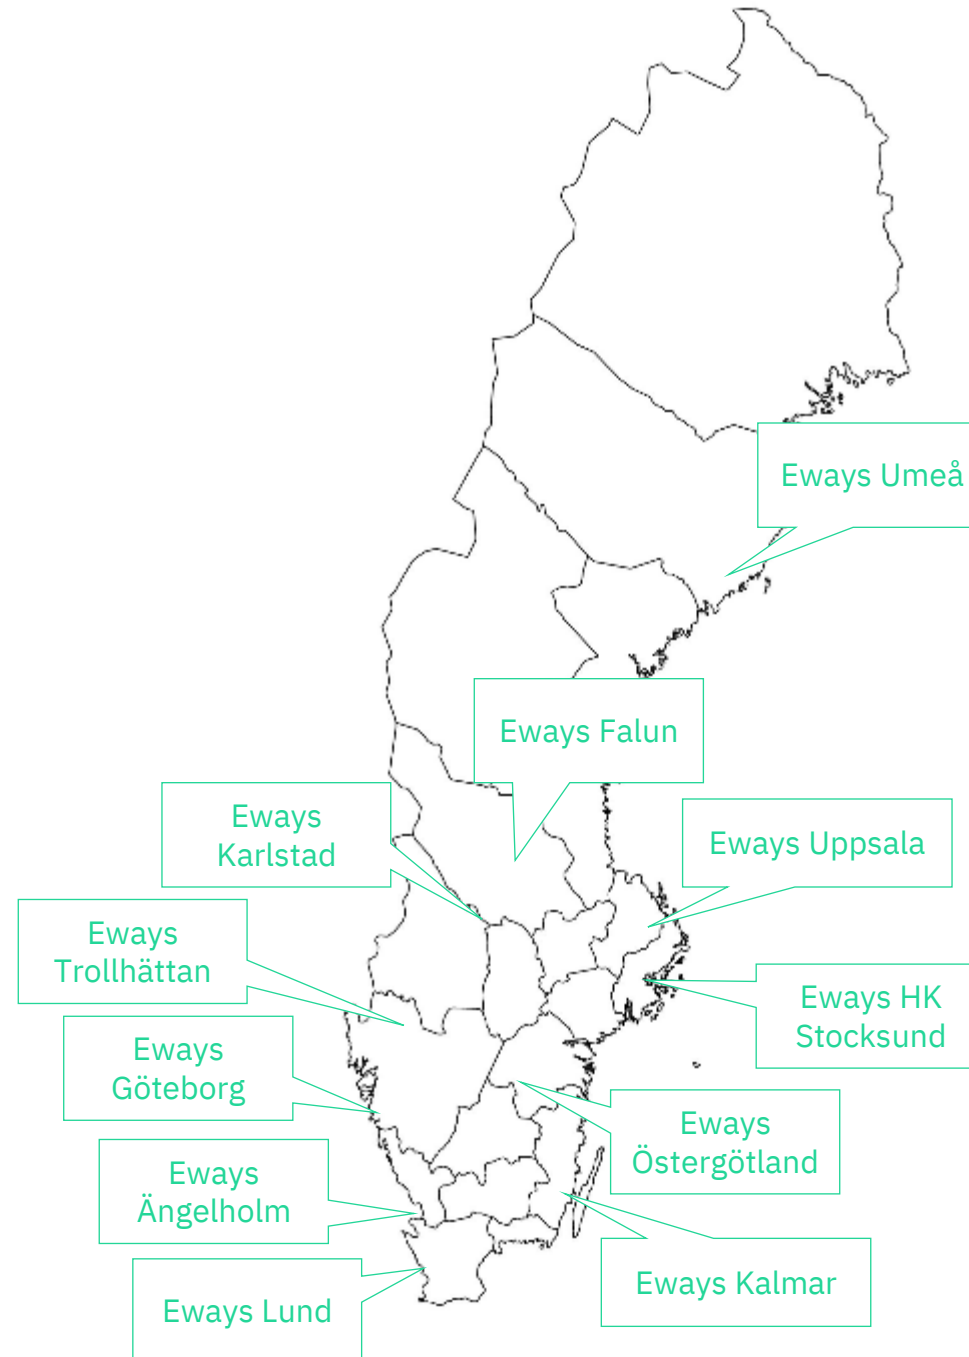 Eways Umeå
Eways Falun
Eways
Karlstad
Eways Uppsala
Eways
Trollhättan
Eways HK
Stocksund
Eways
Göteborg
Eways
Östergötland
Eways
Ängelholm
Eways Kalmar
Eways Lund